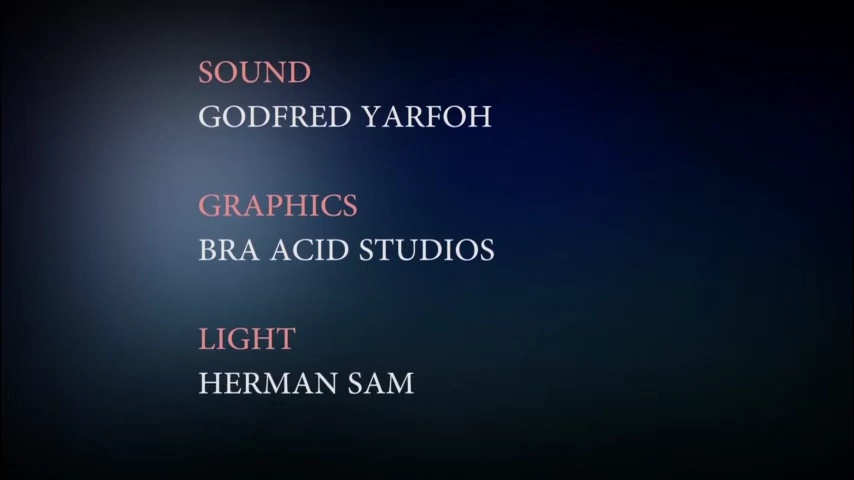 SOUND
GODFRED YARFOH
GRAPHICS
BRA ACID STUDIOS
LIGHT
HERMAN SAM